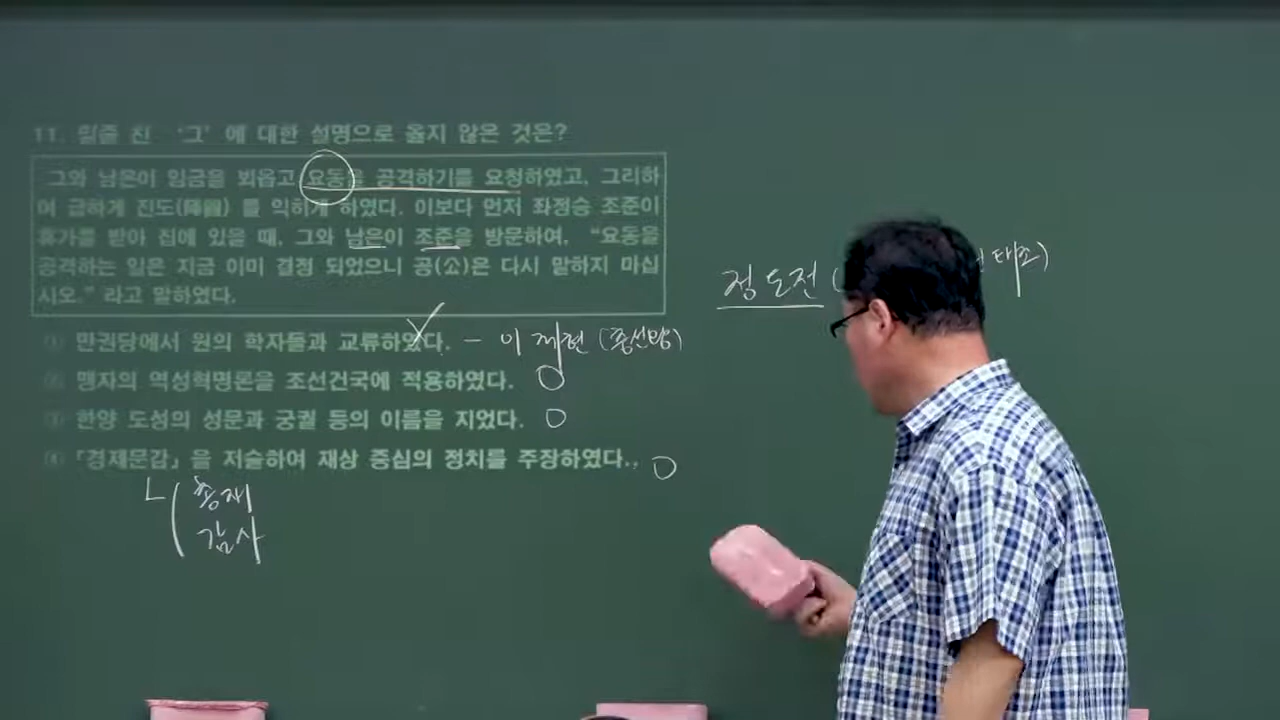 11. 밑줄 친 '그' 에 대한 설명으로 옳지 않은 것은?
그와 남은이 임금을 뵈옵고 요동을 공격하기를 요청하였고, 그리하
여 급하게 진도(陣圖) 를 익히게 하였다. 이보다 먼저 좌정승 조준이
휴가를 받아 집에 있을 때, 그와 남은이 조준을 방문하여, "요동을
공격하는 일은 지금 이미 결정 되었으니 공(公)은 다시 말하지 마십
시오." 라고 말하였다.
① 만권당에서 원의 학자들과 교류하였다. - 이제현 (충선왕)
② 맹자의 역성혁명론을 조선건국에 적용하였다. O
③ 한양 도성의 성문과 궁궐 등의 이름을 지었다. O
④ 「경제문감」을 저술하여 재상 중심의 정치를 주장하였다. O
총재
감사
정도전 ( 태조)